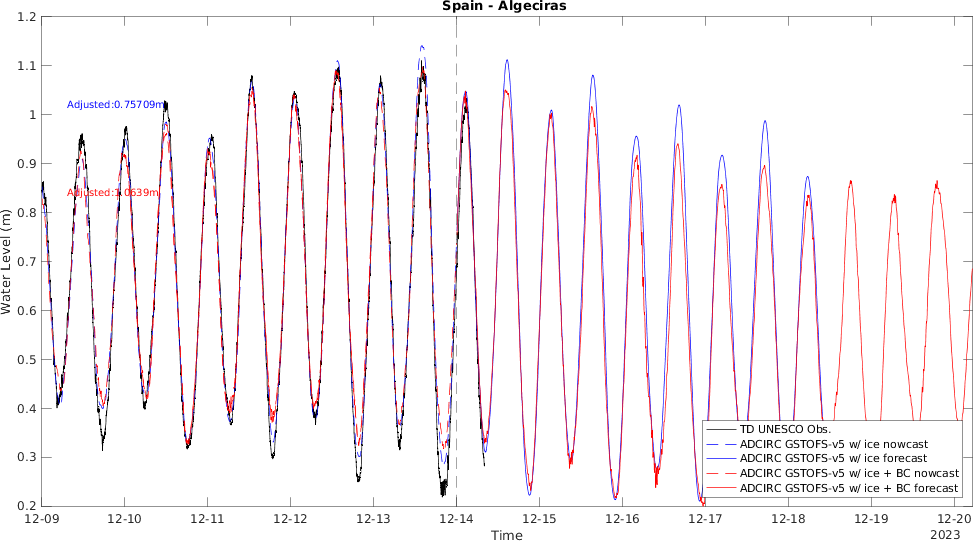 Spain - Algeciras
1.2
1.1
1
0.9
0.8
0.7
0.6
0.5
0.4
0.3
0.2
Water Level (m)
Adjusted:0.75709m
Adjusted:1.0639m
TD UNESCO Obs.
ADCIRC GSTOFS-v5 w/ ice nowcast
ADCIRC GSTOFS-v5 w/ ice forecast
ADCIRC GSTOFS-v5 w/ ice + BC nowcast
ADCIRC GSTOFS-v5 w/ ice + BC forecast
12-09 12-10 12-11 12-12 12-13 12-14 12-15 12-16 12-17 12-18 12-19 12-20
Time
2023